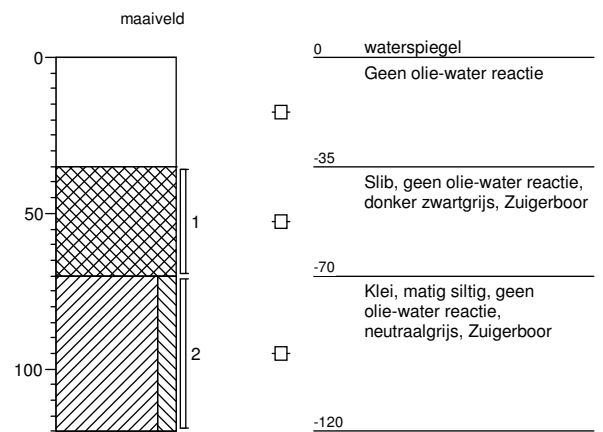 maaiveld
0
50
100
1
2
0 waterspiegel
Geen olie-water reactie
-35
Slib, geen olie-water reactie,
donker zwartgrijs, Zuigerboor
-70
Klei, matig siltig, geen
olie-water reactie,
neutraalgrijs, Zuigerboor
-120